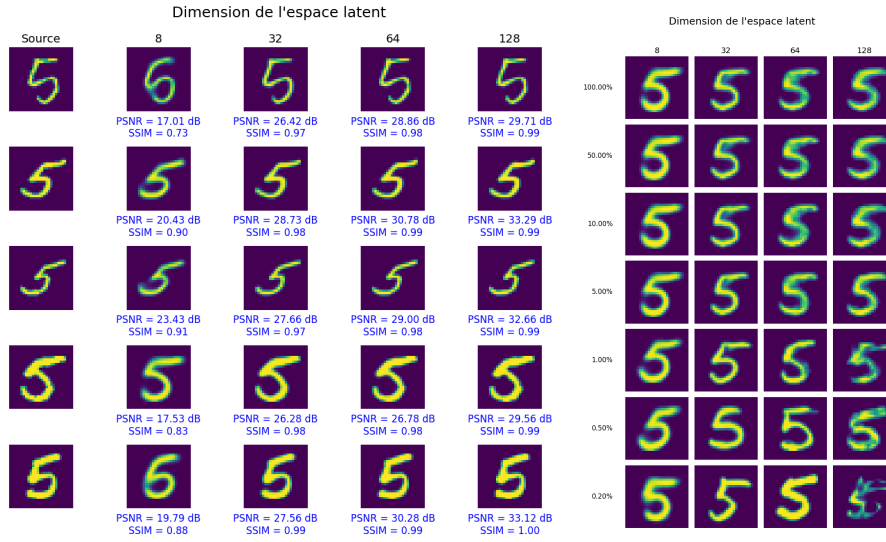 Dimension de l'espace latent
Source 8 32 64 128
PSNR = 17.01 dB PSNR = 26.42 dB PSNR = 28.86 dB PSNR = 29.71 dB
SSIM = 0.73 SSIM = 0.97 SSIM = 0.98 SSIM = 0.99
PSNR = 20.43 dB PSNR = 28.73 dB PSNR = 30.78 dB PSNR = 33.29 dB
SSIM = 0.90 SSIM = 0.98 SSIM = 0.99 SSIM = 0.99
PSNR = 23.43 dB PSNR = 27.66 dB PSNR = 29.00 dB PSNR = 32.66 dB
SSIM = 0.91 SSIM = 0.97 SSIM = 0.98 SSIM = 0.99
PSNR = 17.53 dB PSNR = 26.28 dB PSNR = 26.78 dB PSNR = 29.56 dB
SSIM = 0.83 SSIM = 0.98 SSIM = 0.98 SSIM = 0.99
PSNR = 19.79 dB PSNR = 27.56 dB PSNR = 30.28 dB PSNR = 33.12 dB
SSIM = 0.88 SSIM = 0.99 SSIM = 0.99 SSIM = 1.00
Dimension de l'espace latent
8 32 64 128
100.00%
50.00%
10.00%
5.00%
1.00%
0.50%
0.20%